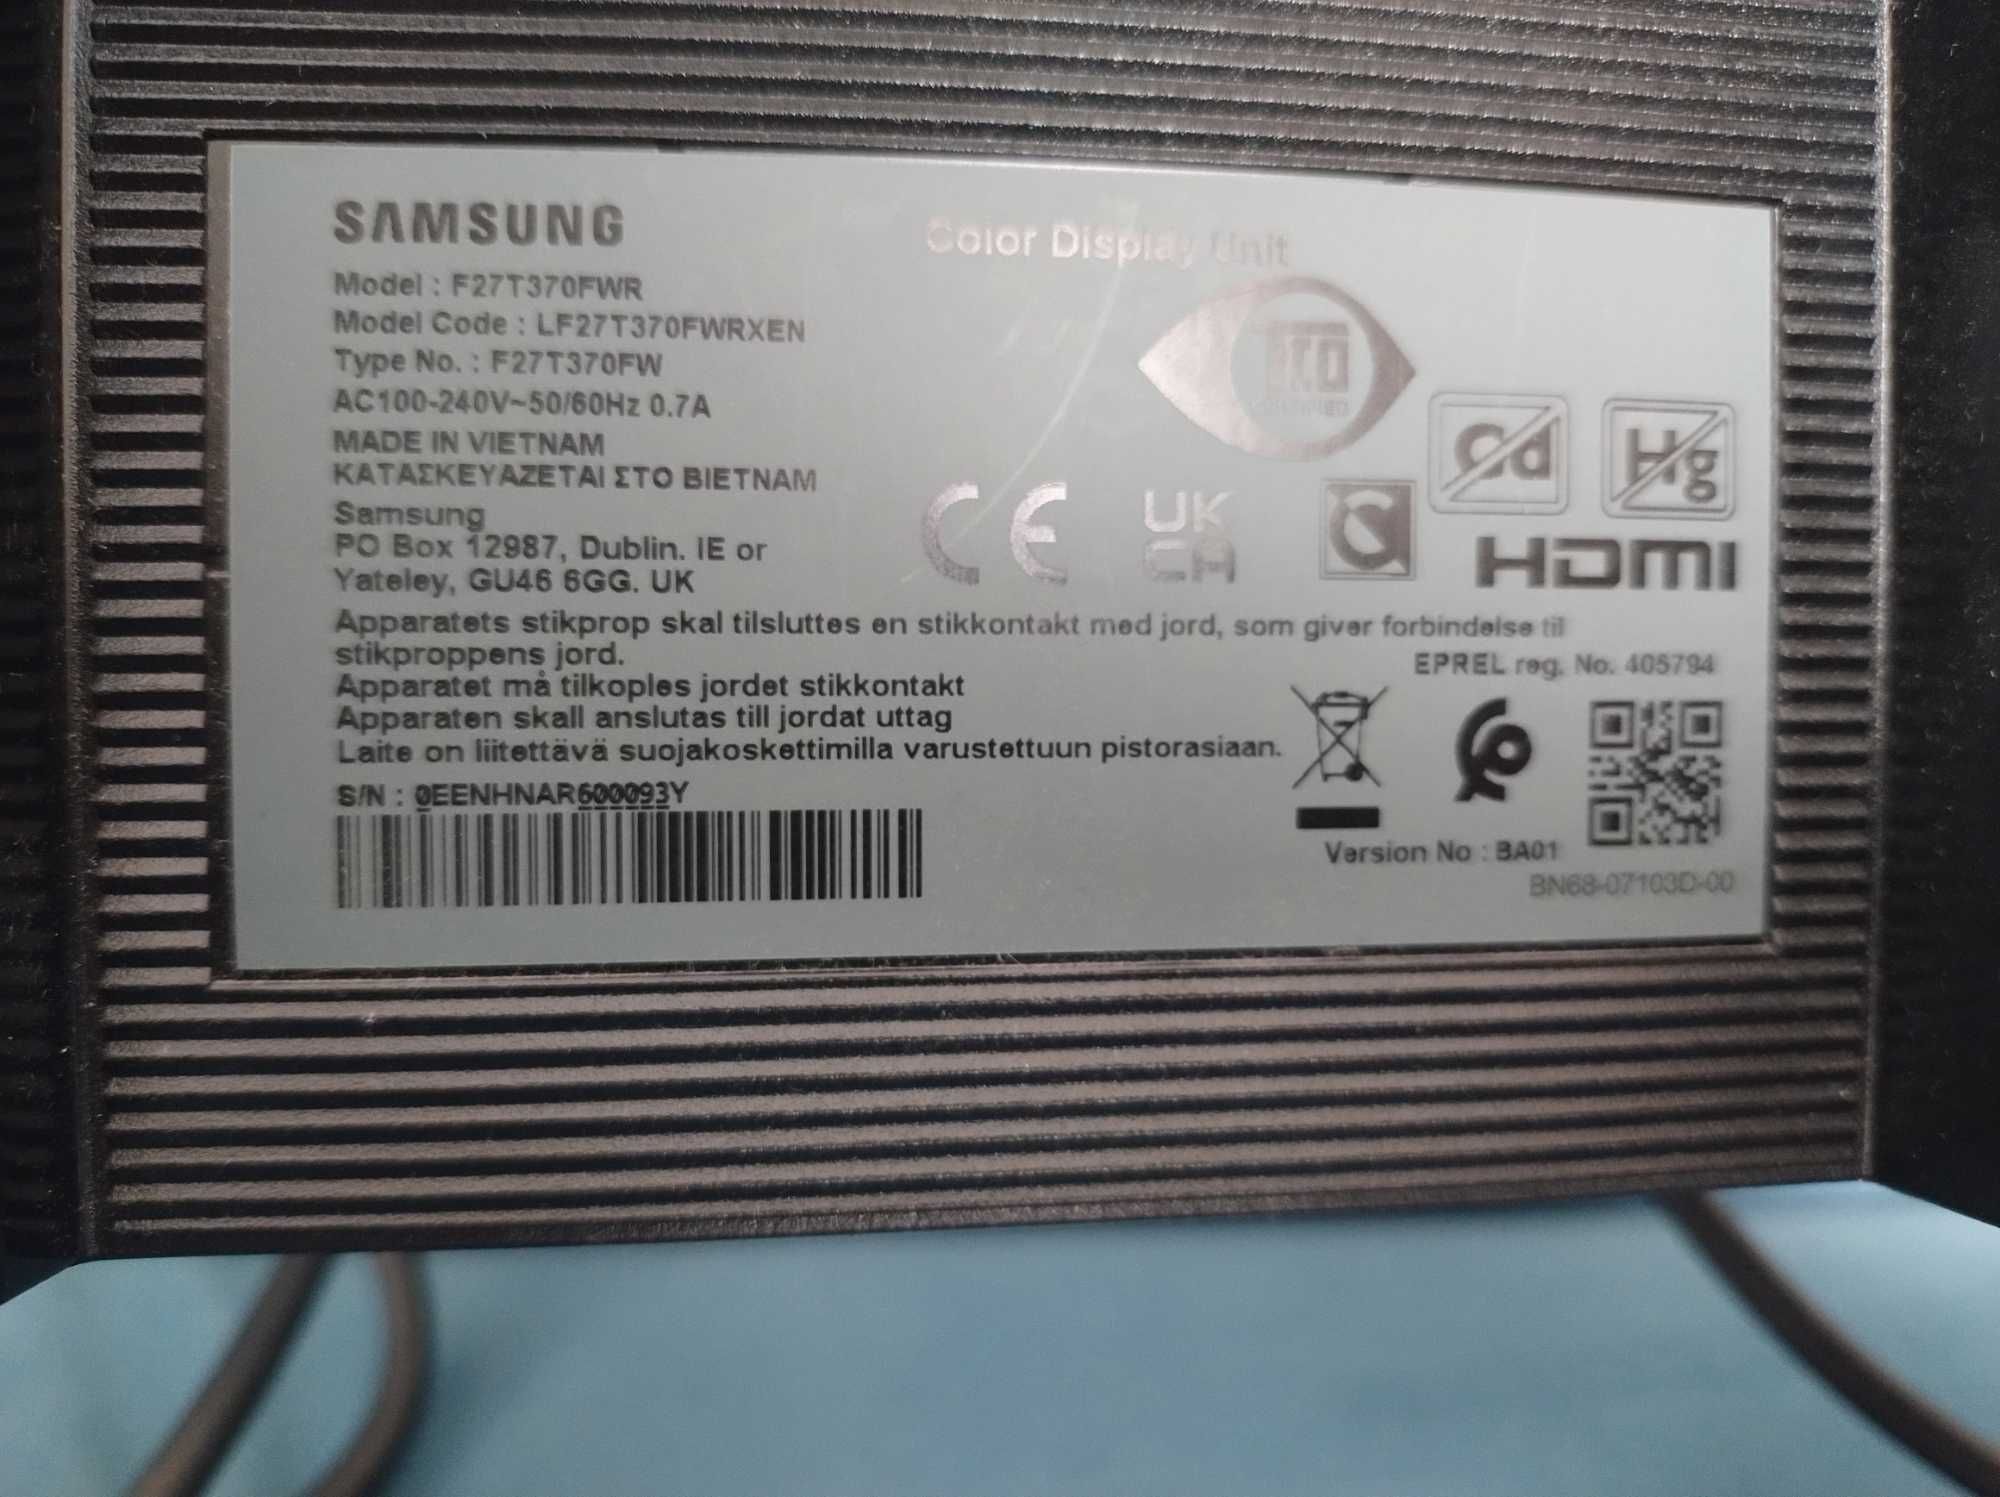 SAMSUNG
Color Display Unit
Model : F27T370FWR
Model Code : LF27T370FWRXEN
Type No. : F27T370FW
AC100-240V~50/60Hz 0.7A
MADE IN VIETNAM
ΚΑΤΑΣΚΕΥΑΖΕΤΑΙ ΣΤΟ ΒΙΕΤΝΑΜ
Samsung
PO Box 12987, Dublin. IE or
Yateley, GU46 6GG. UK
TCO
CERTIFIED
Cd
Hg
CE
UK
CA
HDMI
Apparatets stikprop skal tilsluttes en stikkontakt med jord, som giver forbindelse til
stikproppens jord.
EPREL reg. No. 405794
Apparatet må tilkoples jordet stikkontakt
Apparaten skall anslutas till jordat uttag
Laite on liitettävä suojakoskettimilla varustettuun pistorasiaan.
S/N : 0EENHNAR600093Y
Version No : BA01
BN68-07103D-00